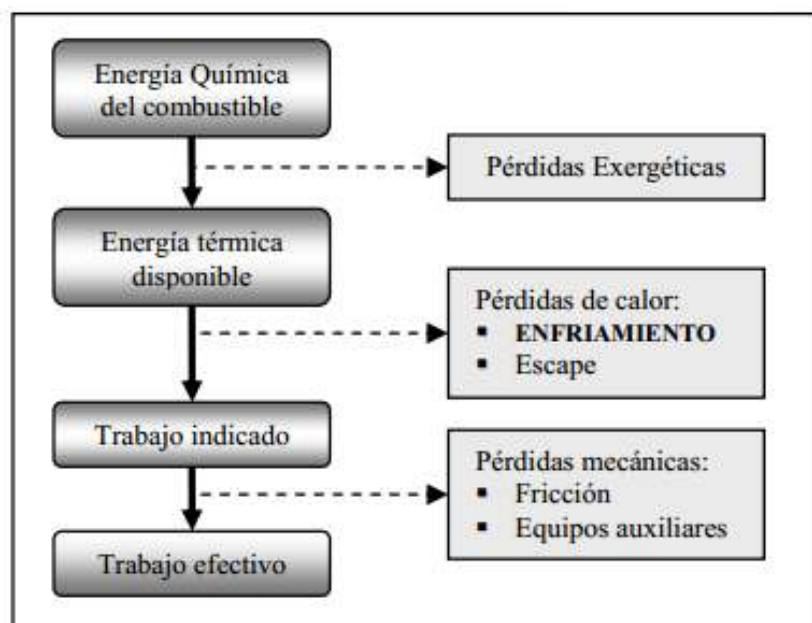 Energía Química
del combustible
Pérdidas Exergéticas
Energía térmica
disponible
Pérdidas de calor:
▪ ENFRIAMIENTO
▪ Escape
Trabajo indicado
Pérdidas mecánicas:
▪ Fricción
▪ Equipos auxiliares
Trabajo efectivo